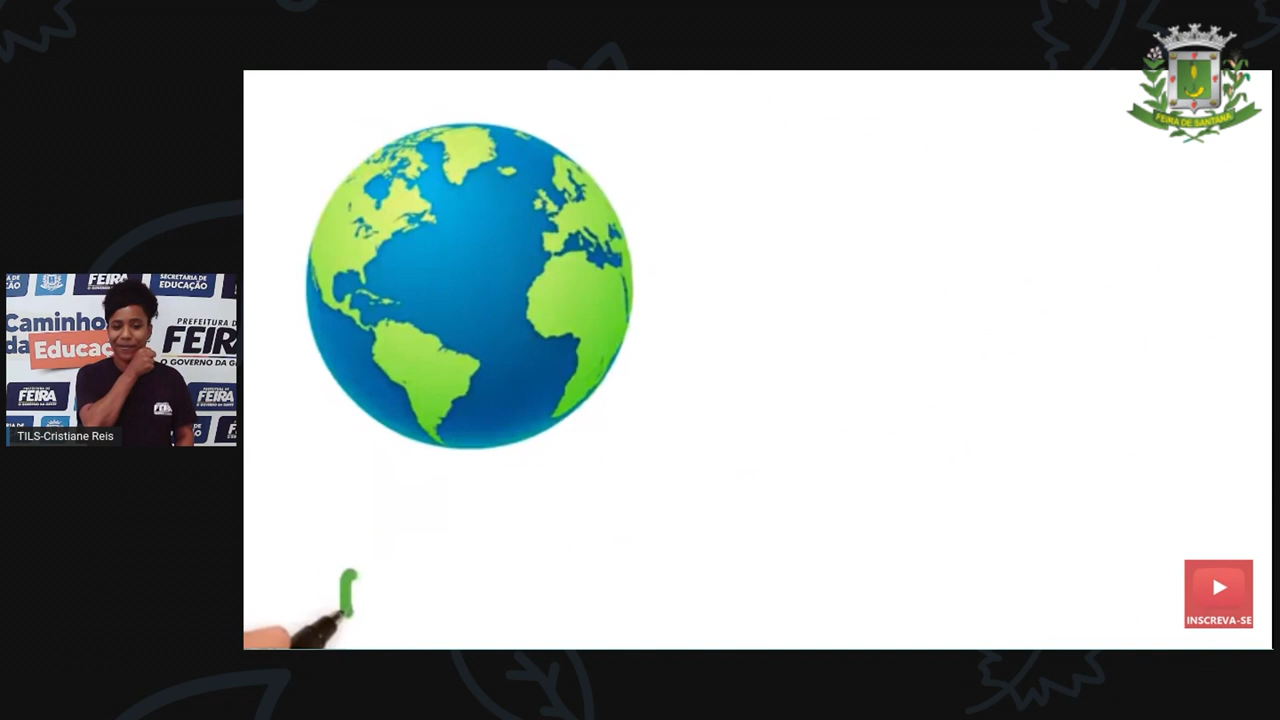 FEIRA DE SANTANA
SECRETARIA DE
EDUCAÇÃO
FEIRA
Caminho
da Educaç
PREFEITURA D
FEIR
O GOVERNO DA G
FEIRA
FEIRA
TILS-Cristiane Reis
INSCREVA-SE